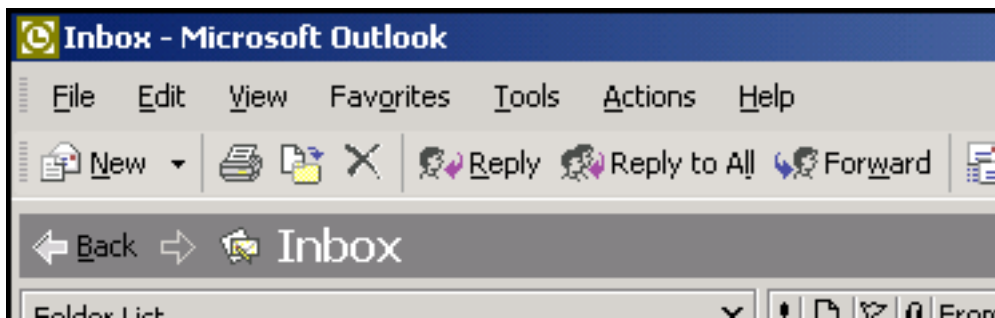 Inbox - Microsoft Outlook
File Edit View Favorites Tools Actions Help
New Reply Reply to All Forward
Back Inbox
Folder List From